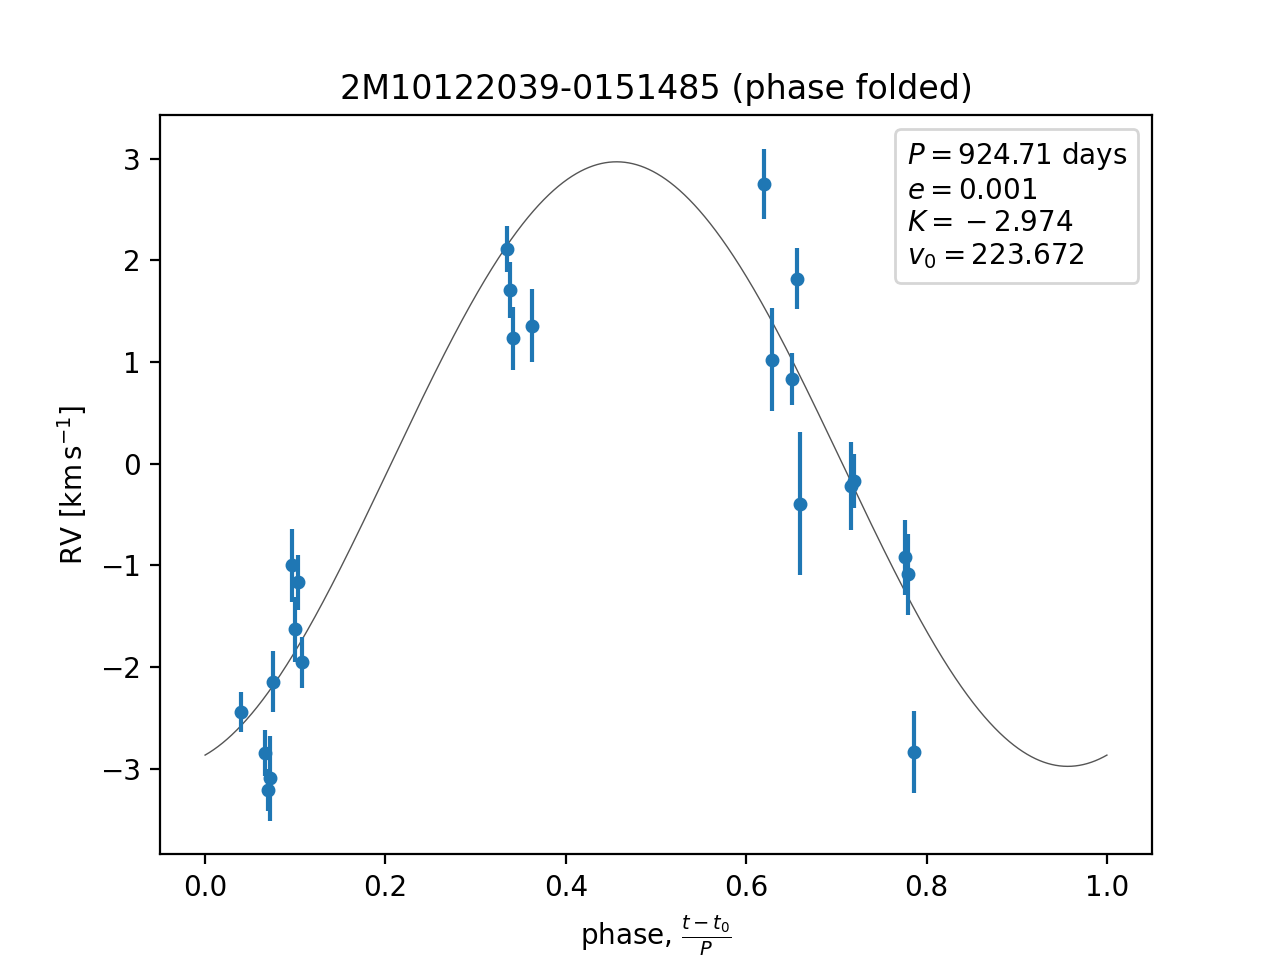 2M10122039-0151485 (phase folded)
P = 924.71 days
e = 0.001
K = −2.974
v₀ = 223.672
RV [km s⁻¹]
3
2
1
0
−1
−2
−3
0.0 0.2 0.4 0.6 0.8 1.0
phase, (t − t₀)/P